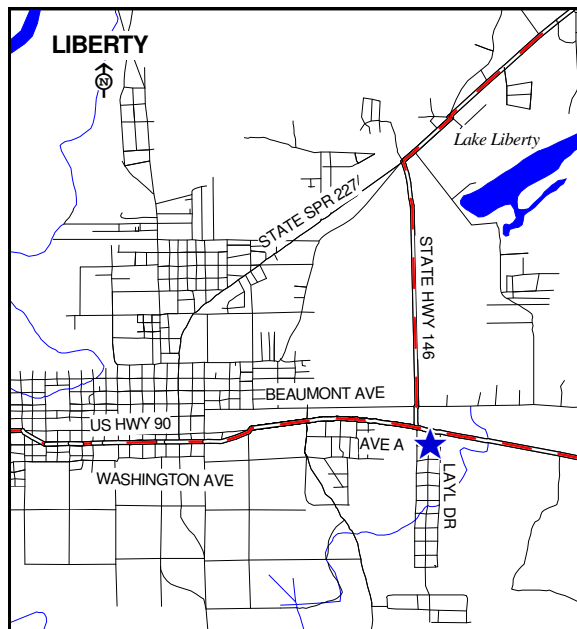 LIBERTY
N
Lake Liberty
STATE SPR 227/
STATE HWY 146
BEAUMONT AVE
US HWY 90
AVE A
WASHINGTON AVE
LAYL DR